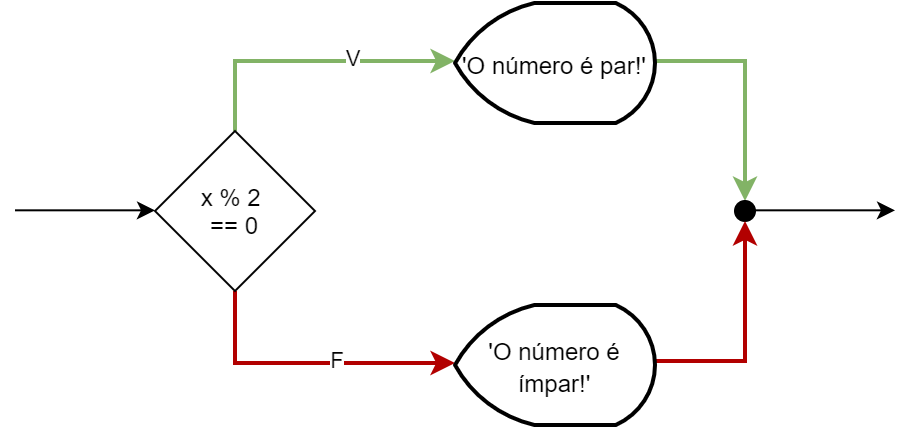 V
'O número é par!'
x % 2
== 0
F
'O número é
ímpar!'